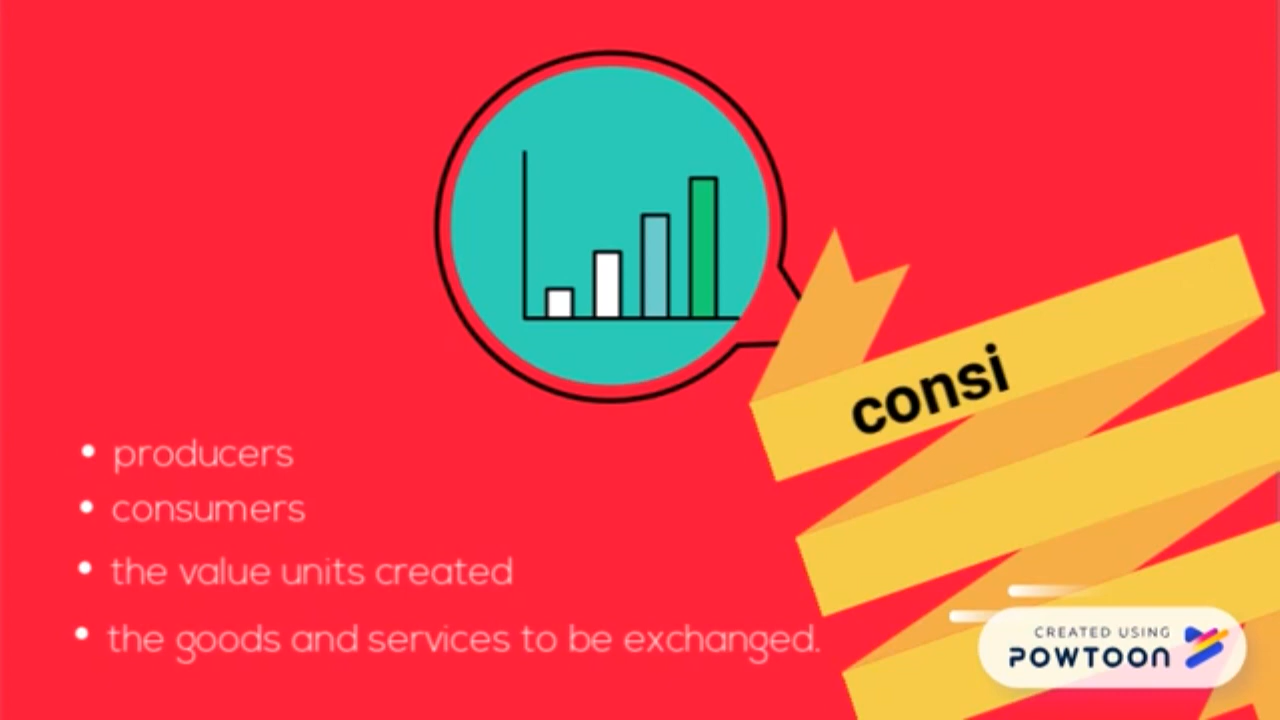 consi
• producers
• consumers
• the value units created
• the goods and services to be exchanged.
CREATED USING
POWTOON